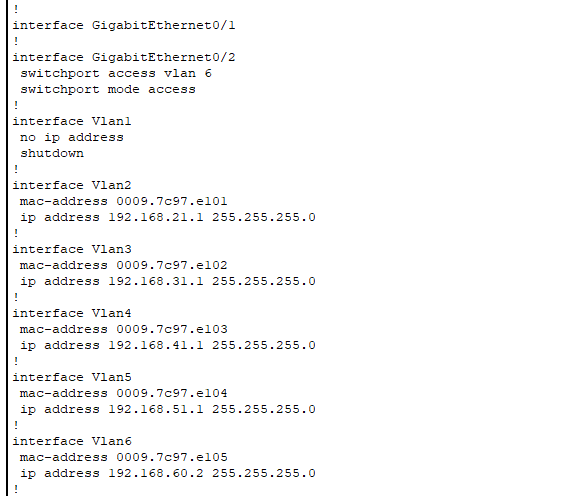 !
interface GigabitEthernet0/1
!
interface GigabitEthernet0/2
 switchport access vlan 6
 switchport mode access
!
interface Vlan1
 no ip address
 shutdown
!
interface Vlan2
 mac-address 0009.7c97.e101
 ip address 192.168.21.1 255.255.255.0
!
interface Vlan3
 mac-address 0009.7c97.e102
 ip address 192.168.31.1 255.255.255.0
!
interface Vlan4
 mac-address 0009.7c97.e103
 ip address 192.168.41.1 255.255.255.0
!
interface Vlan5
 mac-address 0009.7c97.e104
 ip address 192.168.51.1 255.255.255.0
!
interface Vlan6
 mac-address 0009.7c97.e105
 ip address 192.168.60.2 255.255.255.0
!